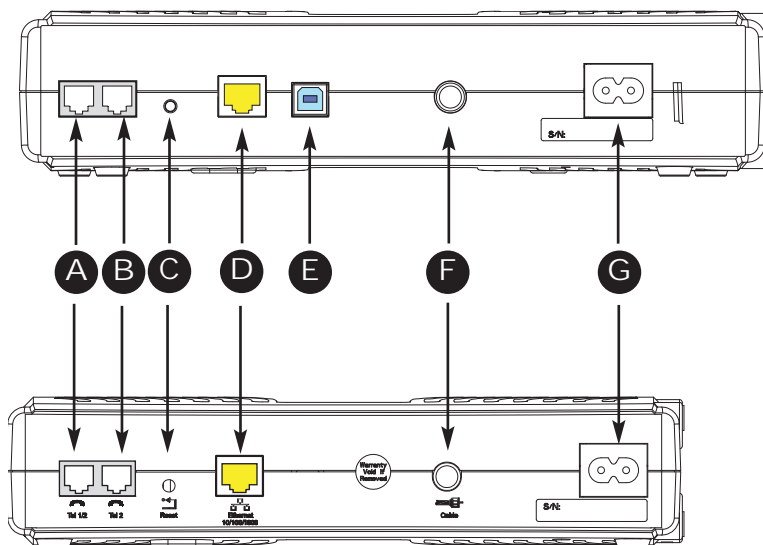 S/N:
A B C D E F G
Warranty
Void if
Removed
Tel 1/2 Tel 2 Reset Ethernet
10/100/1000
Cable
S/N: